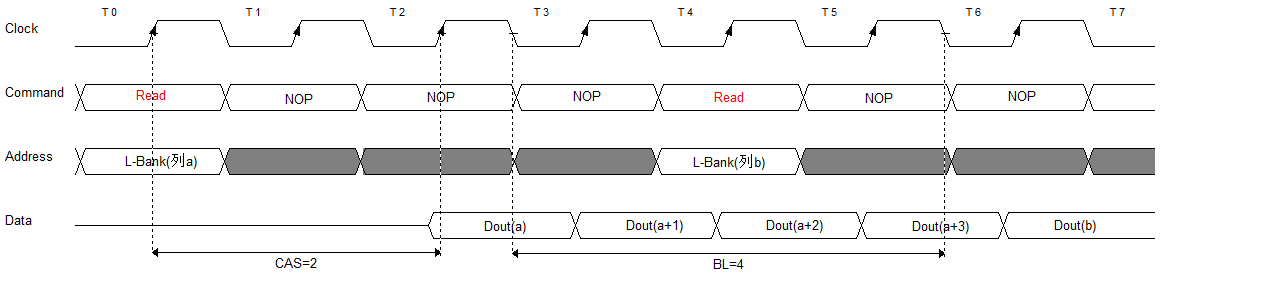 T 0 T 1 T 2 T 3 T 4 T 5 T 6 T 7
Clock
Command Read NOP NOP NOP Read NOP NOP
Address L-Bank(列a) L-Bank(列b)
Data Dout(a) Dout(a+1) Dout(a+2) Dout(a+3) Dout(b)
CAS=2 BL=4